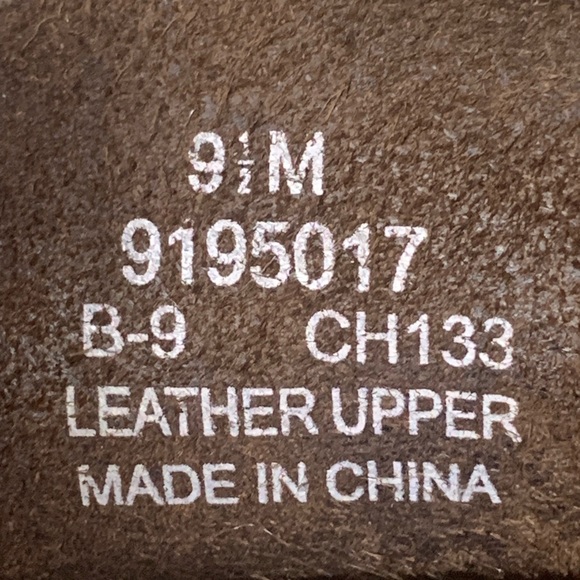 9½M
9195017
B-9 CH133
LEATHER UPPER
MADE IN CHINA